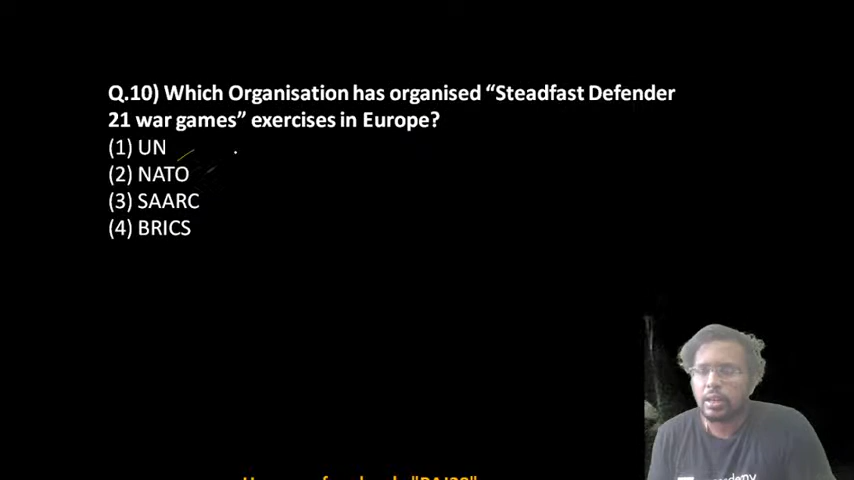 Q.10) Which Organisation has organised “Steadfast Defender
21 war games” exercises in Europe?
(1) UN
(2) NATO
(3) SAARC
(4) BRICS